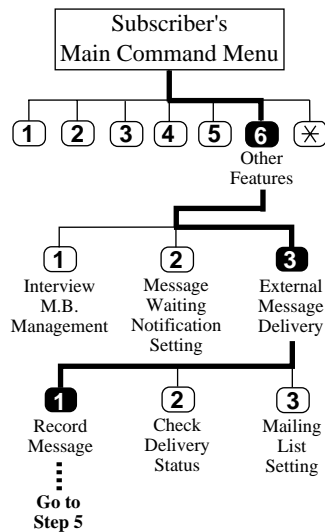 Subscriber's
Main Command Menu
1 2 3 4 5 6 ✳
Other
Features
1 2 3
Interview
M.B.
Management
Message
Waiting
Notification
Setting
External
Message
Delivery
1 2 3
Record
Message
Check
Delivery
Status
Mailing
List
Setting
Go to
Step 5